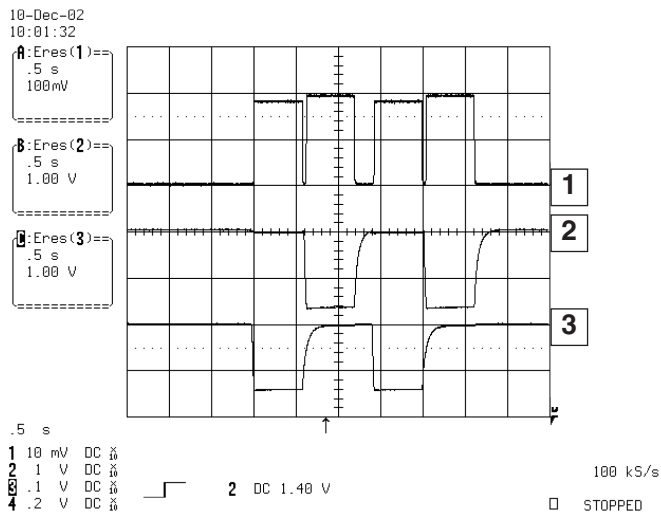 10-Dec-02
10:01:32
A:Eres(1)==
.5 s
100mV
B:Eres(2)==
.5 s
1.00 V
:Eres(3)==
.5 s
1.00 V
1
2
3
.5 s
1 10 mV DC
2 1 V DC
3 .1 V DC
4 .2 V DC
2 DC 1.40 V
100 kS/s
STOPPED